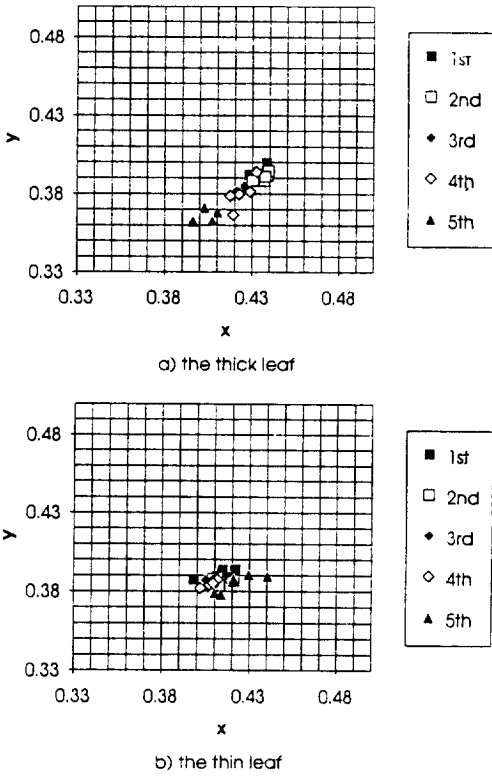 0.48
0.43
y
0.38
0.33
0.33 0.38 0.43 0.48
x
1st
2nd
3rd
4th
5th
a) the thick leaf
0.48
0.43
y
0.38
0.33
0.33 0.38 0.43 0.48
x
1st
2nd
3rd
4th
5th
b) the thin leaf